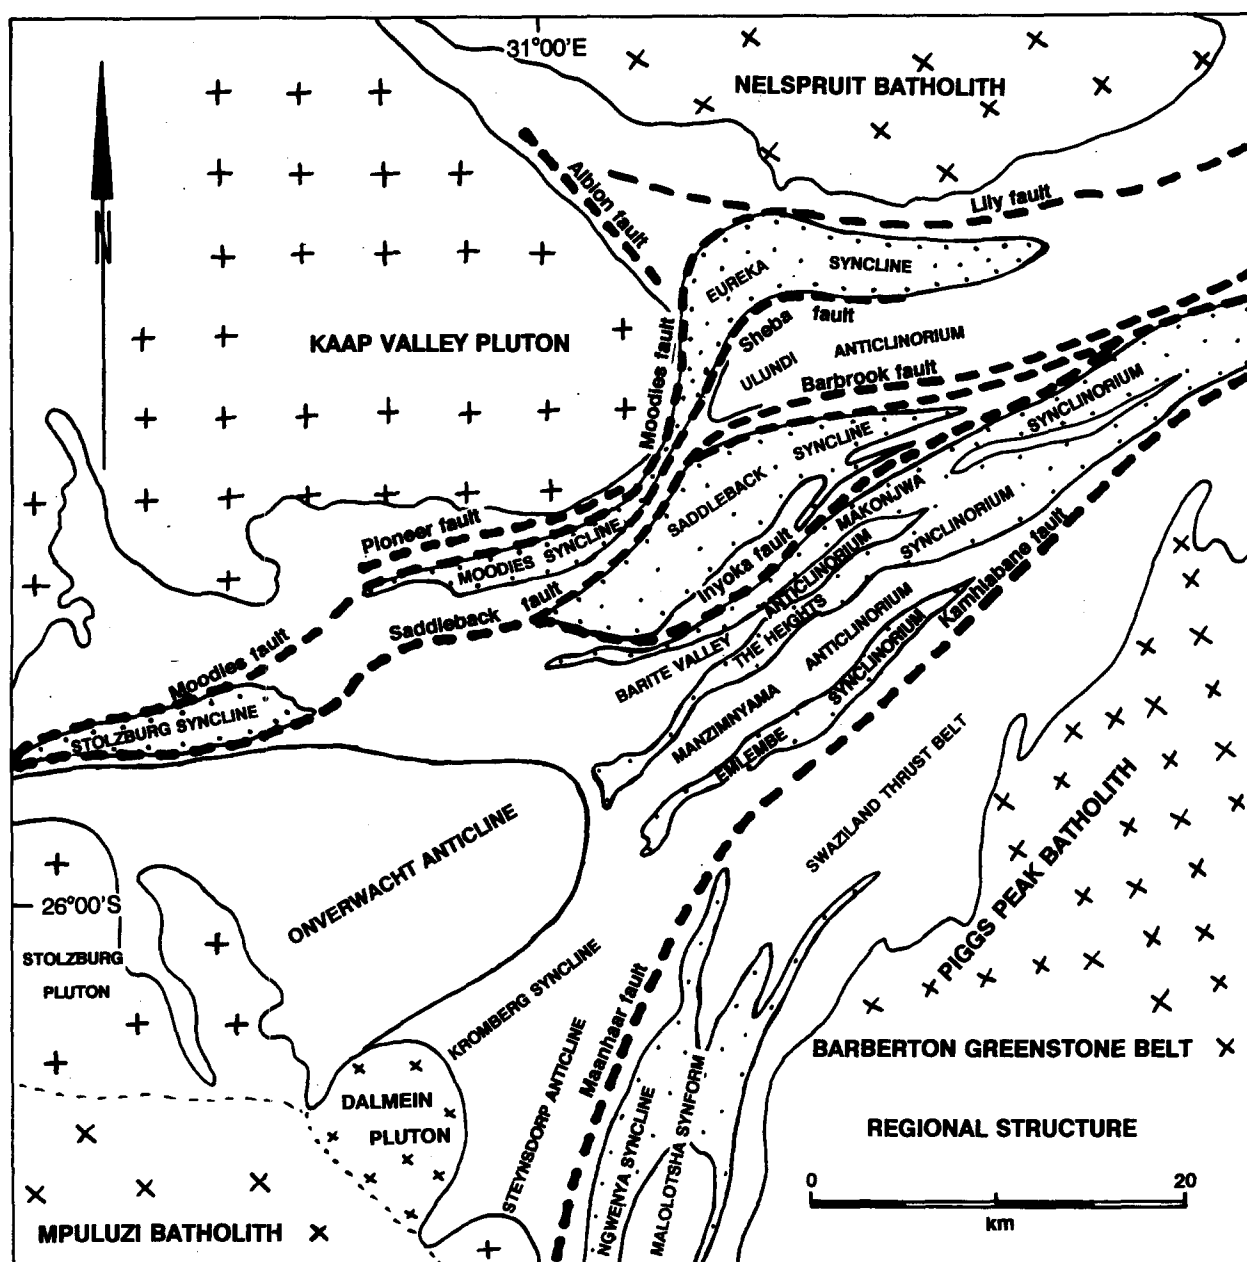 31°00'E
NELSPRUIT BATHOLITH
Albion fault
Lily fault
N
EUREKA
SYNCLINE
Sheba fault
KAAP VALLEY PLUTON
Moodies fault
ULUNDI
ANTICLINORIUM
Barbrook fault
SYNCLINORIUM
SADDLEBACK
SYNCLINE
MAKONJWA
SYNCLINORIUM
Pioneer fault
MOODIES SYNCLINE
Inyoka fault
Kamhlabane fault
Saddleback fault
BARITE VALLEY
ANTICLINORIUM
THE HEIGHTS
Moodies fault
MANZIMNYAMA
ANTICLINORIUM
STOLZBURG SYNCLINE
EMLEMBE
SYNCLINORIUM
SWAZILAND THRUST BELT
ONVERWACHT ANTICLINE
PIGGS PEAK BATHOLITH
26°00'S
STOLZBURG
PLUTON
KROMBERG SYNCLINE
Maanhaar fault
STEYNSDORP ANTICLINE
NGWENYA SYNCLINE
MALOLOTSHA SYNFORM
DALMEIN
PLUTON
MPULUZI BATHOLITH
BARBERTON GREENSTONE BELT
REGIONAL STRUCTURE
0 20
km